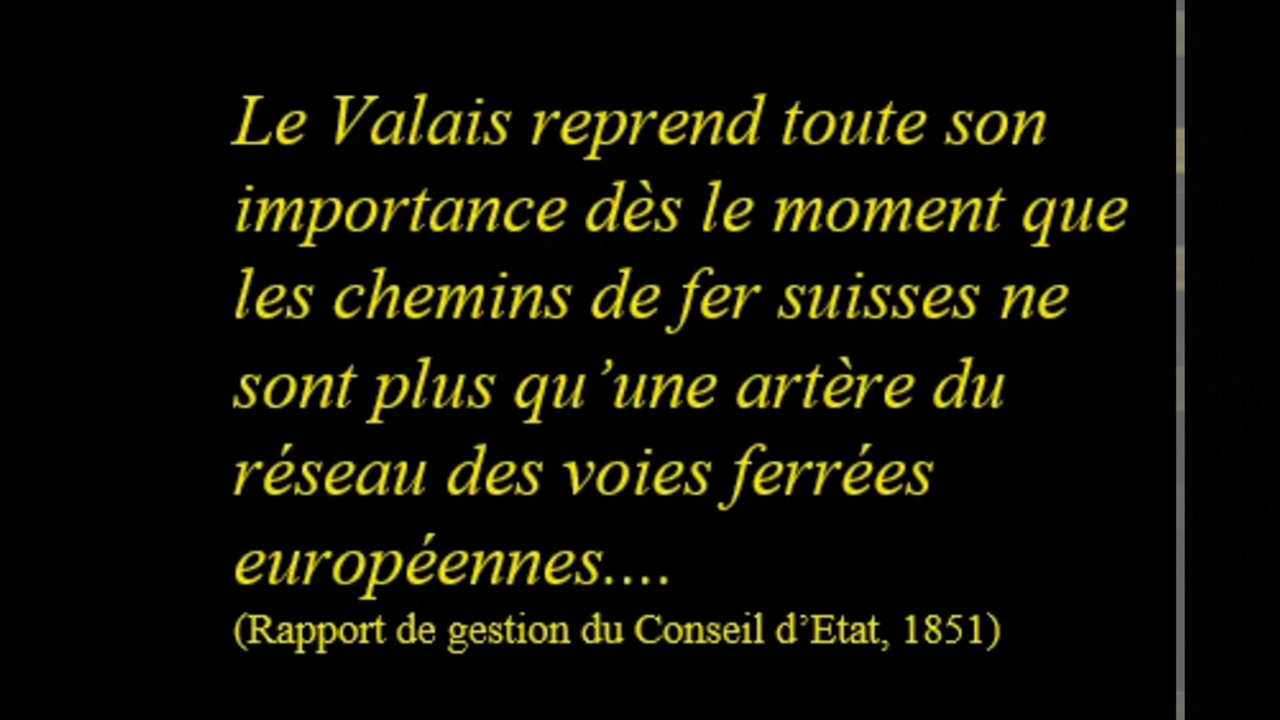 Le Valais reprend toute son
importance dès le moment que
les chemins de fer suisses ne
sont plus qu’une artère du
réseau des voies ferrées
européennes....
(Rapport de gestion du Conseil d’Etat, 1851)